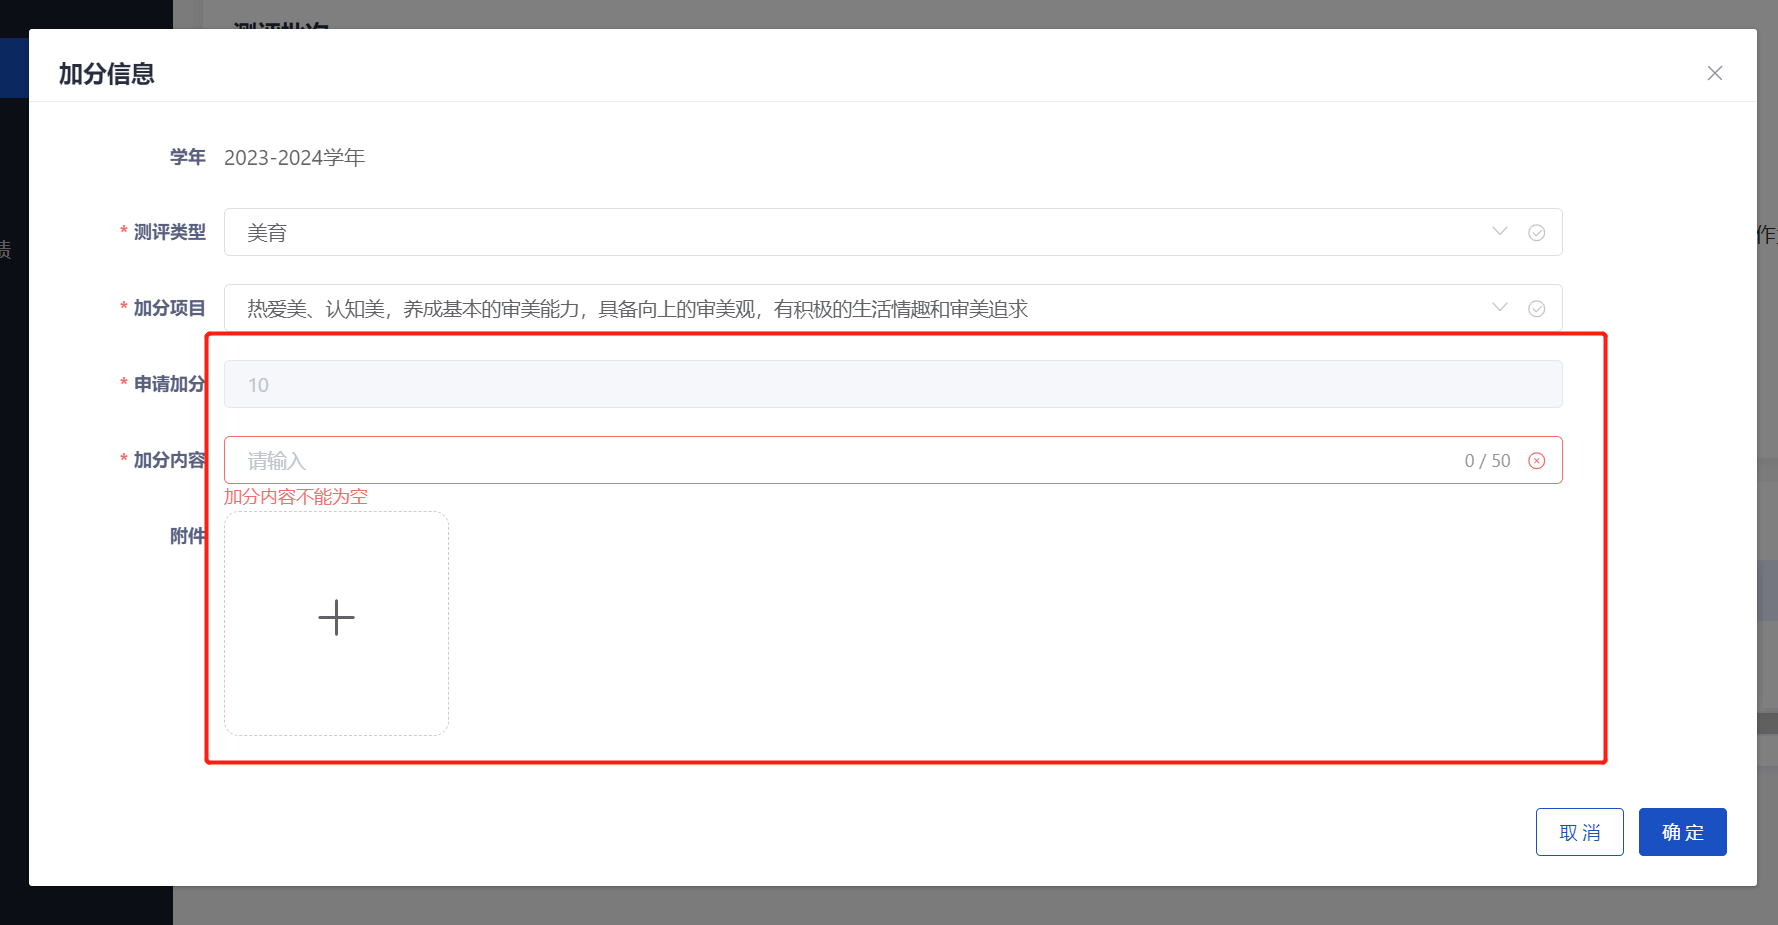 加分信息
学年 2023-2024学年
* 测评类型 美育
* 加分项目 热爱美、认知美，养成基本的审美能力，具备向上的审美观，有积极的生活情趣和审美追求
* 申请加分 10
* 加分内容 请输入 0 / 50
加分内容不能为空
附件
取 消 确 定